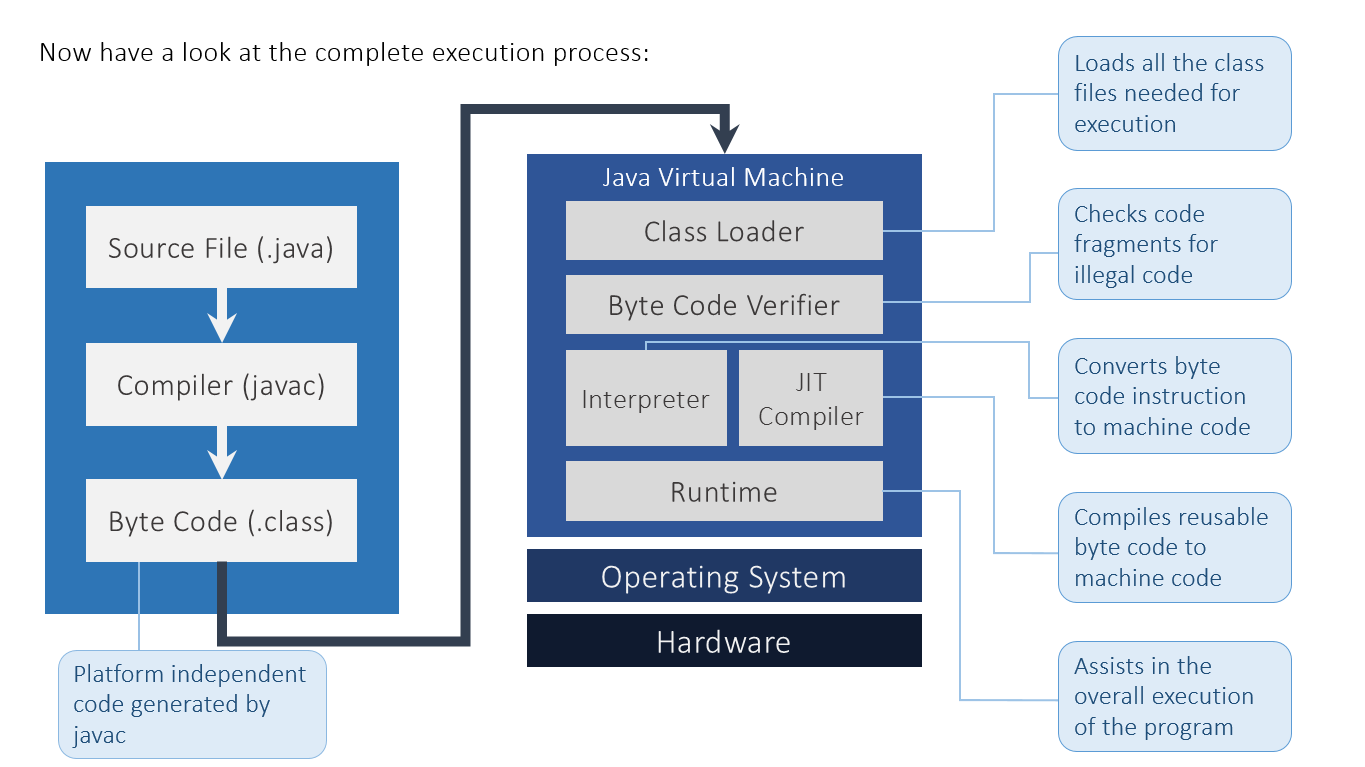 Now have a look at the complete execution process:
Source File (.java)
Compiler (javac)
Byte Code (.class)
Platform independent
code generated by
javac
Java Virtual Machine
Class Loader
Byte Code Verifier
Interpreter
JIT
Compiler
Runtime
Operating System
Hardware
Loads all the class
files needed for
execution
Checks code
fragments for
illegal code
Converts byte
code instruction
to machine code
Compiles reusable
byte code to
machine code
Assists in the
overall execution
of the program